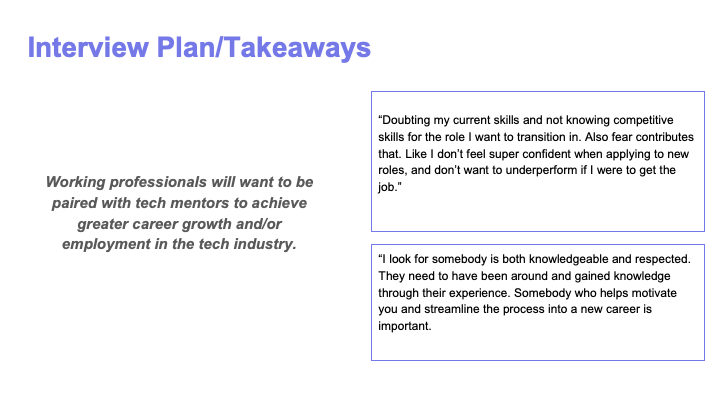 Interview Plan/Takeaways
Working professionals will want to be
paired with tech mentors to achieve
greater career growth and/or
employment in the tech industry.
“Doubting my current skills and not knowing competitive
skills for the role I want to transition in. Also fear contributes
that. Like I don’t feel super confident when applying to new
roles, and don’t want to underperform if I were to get the
job.”
“I look for somebody is both knowledgeable and respected.
They need to have been around and gained knowledge
through their experience. Somebody who helps motivate
you and streamline the process into a new career is
important.